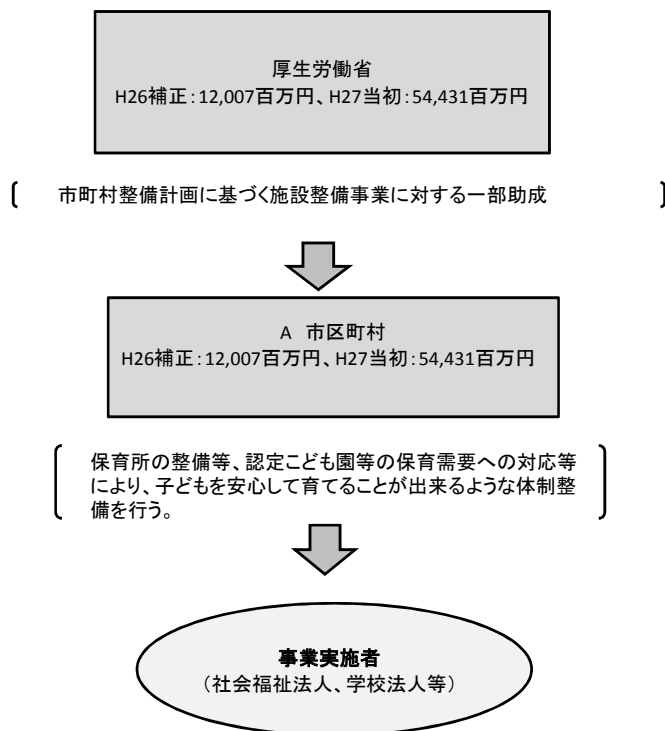 厚生労働省
H26補正：12,007百万円、H27当初：54,431百万円
市町村整備計画に基づく施設整備事業に対する一部助成
A　市区町村
H26補正：12,007百万円、H27当初：54,431百万円
保育所の整備等、認定こども園等の保育需要への対応等
により、子どもを安心して育てることが出来るような体制整
備を行う。
事業実施者
（社会福祉法人、学校法人等）